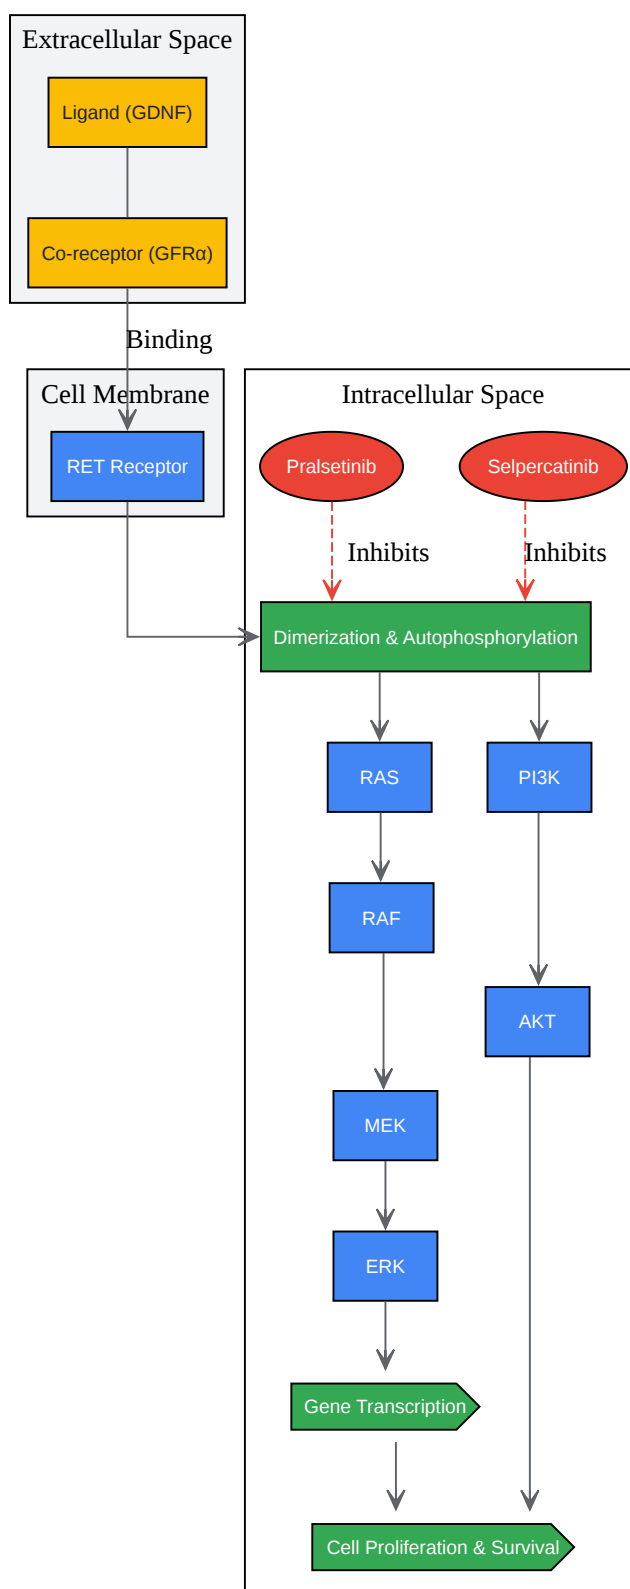 Extracellular Space
Ligand (GDNF)
Co-receptor (GFRα)
Binding
Cell Membrane
RET Receptor
Intracellular Space
Pralsetinib
Selpercatinib
Inhibits
Inhibits
Dimerization & Autophosphorylation
RAS
PI3K
RAF
AKT
MEK
ERK
Gene Transcription
Cell Proliferation & Survival